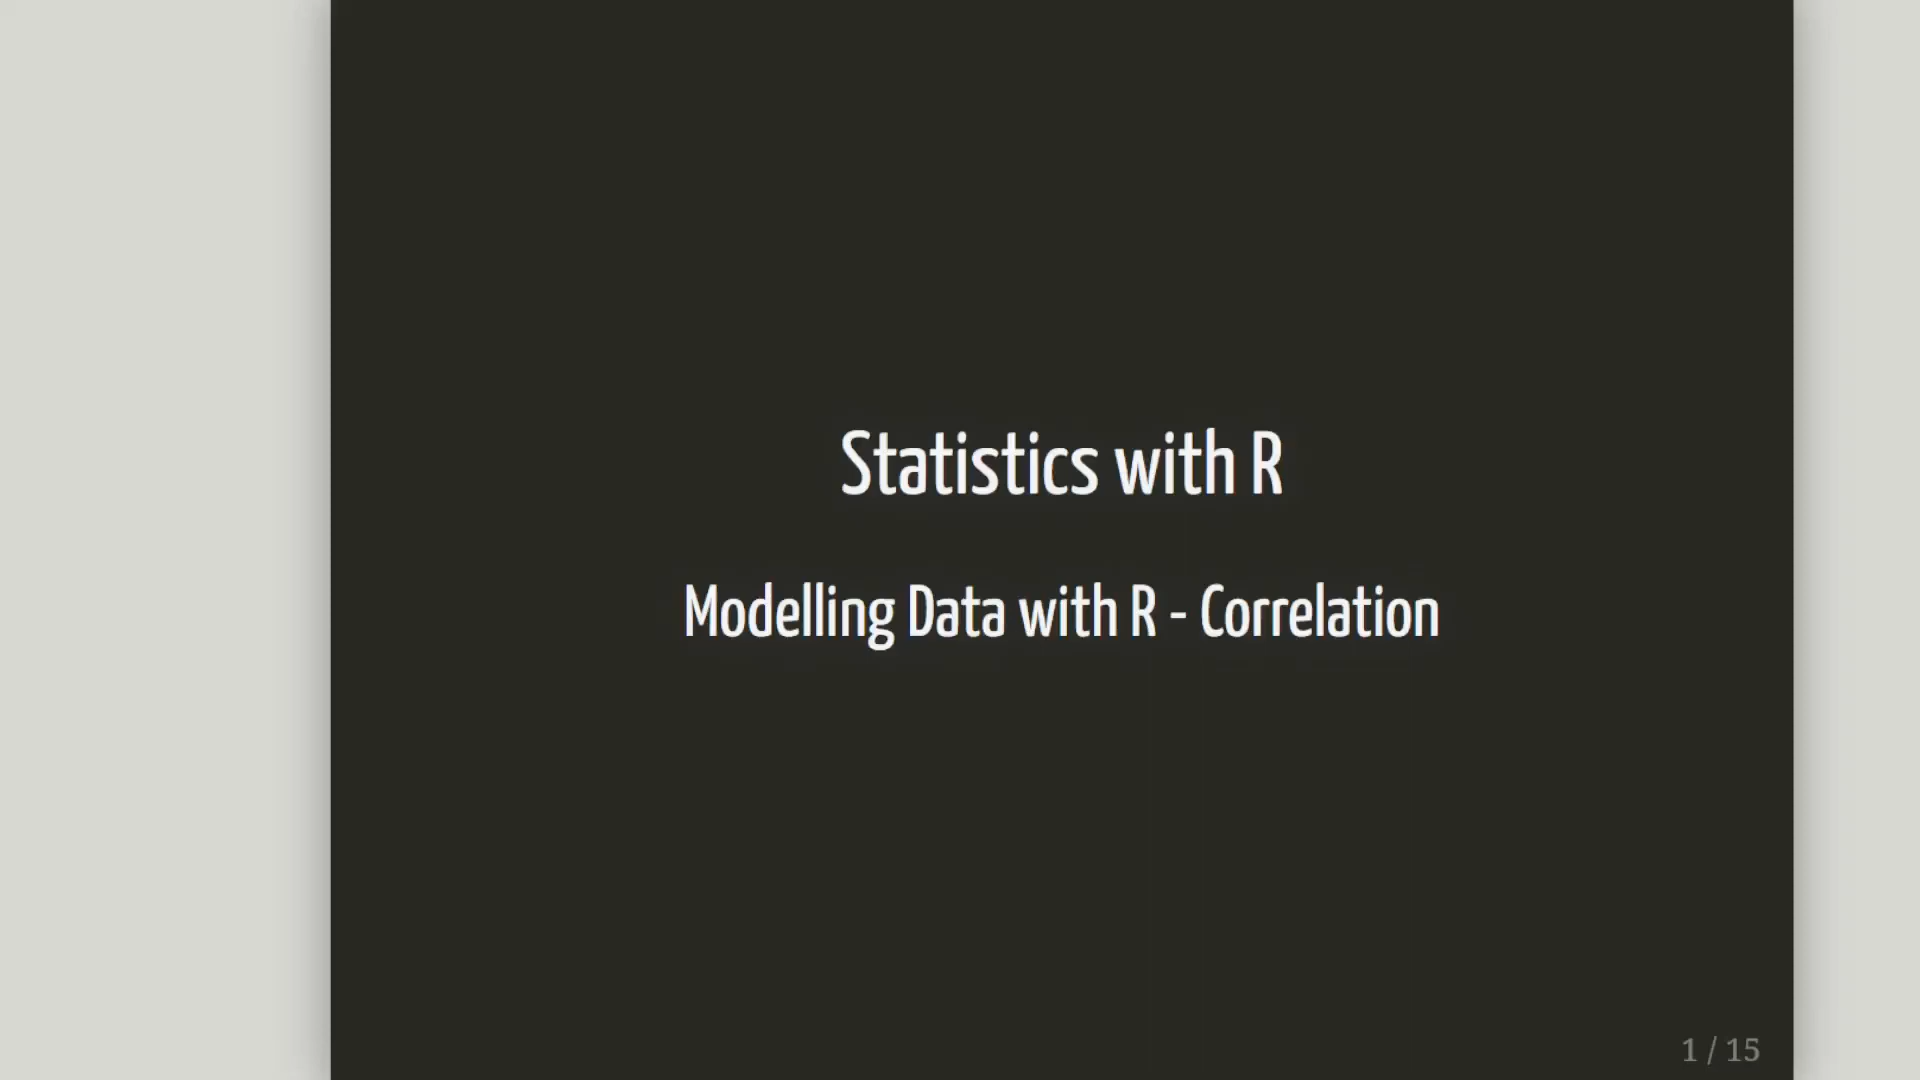 Statistics with R
Modelling Data with R - Correlation
1 / 15